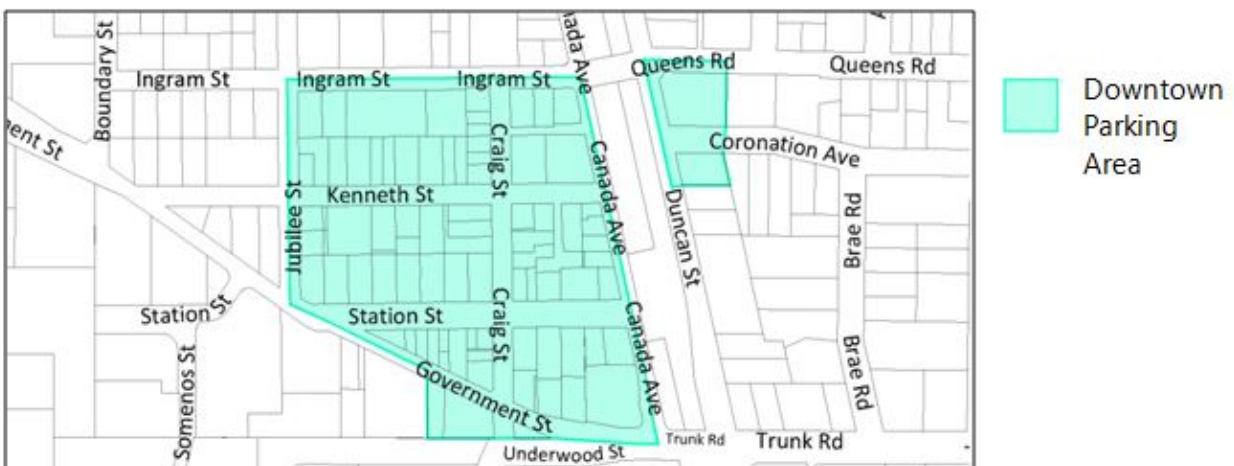 Boundary St
Ingram St
Ingram St
Ingram St
Canada Ave
Queens Rd
Queens Rd
Craig St
Canada Ave
Coronation Ave
Jubilee St
Kenneth St
Duncan St
Brae Rd
Station St
Station St
Craig St
Canada Ave
Brae Rd
Somenos St
Government St
Underwood St
Trunk Rd
Trunk Rd
Downtown
Parking
Area